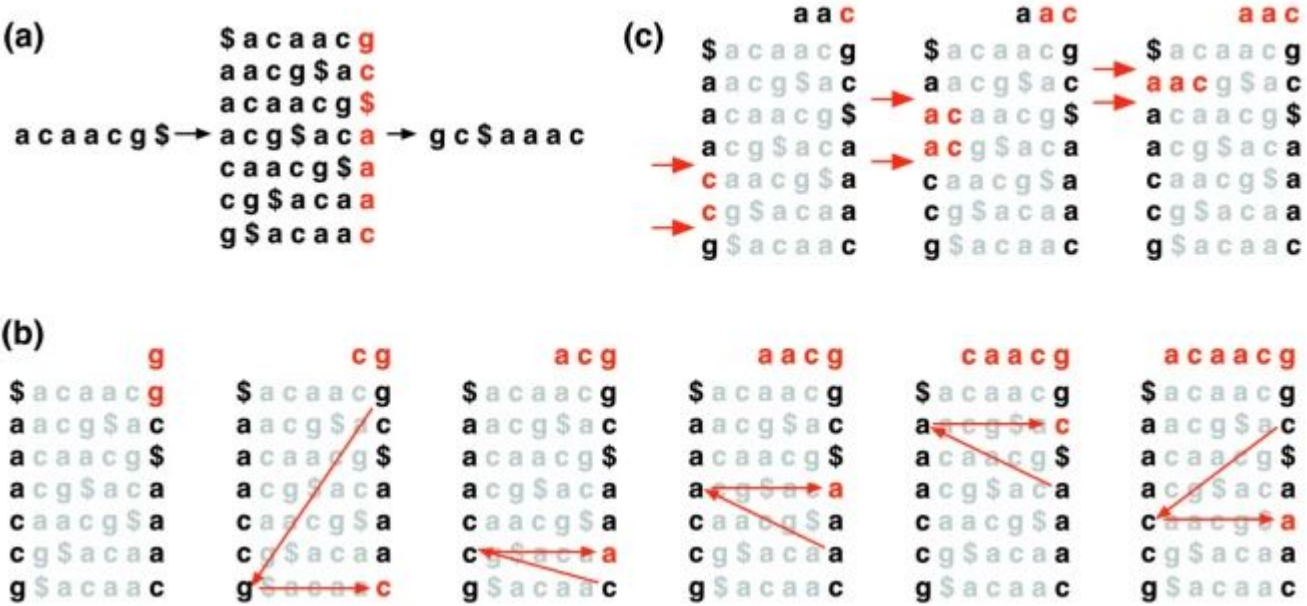 (a)
$acaacg
aacg$ac
acaacg$
acaacg$ acg$aca gc$aaac
caacg$a
cg$acaa
g$acaac
(c)
aac aac aac
$acaacg $acaacg $acaacg
aacg$ac aacg$ac aacg$ac
acaacg$ acaacg$ acaacg$
acg$aca acg$aca acg$aca
caacg$a caacg$a caacg$a
cg$acaa cg$acaa cg$acaa
g$acaac g$acaac g$acaac
(b)
g cg acg aacg caacg acaacg
$acaacg $acaacg $acaacg $acaacg $acaacg $acaacg
aacg$ac aacg$ac aacg$ac aacg$ac aacg$ac aacg$ac
acaacg$ acaacg$ acaacg$ acaacg$ acaacg$ acaacg$
acg$aca acg$aca acg$aca acg$aca acg$aca acg$aca
caacg$a caacg$a caacg$a caacg$a caacg$a caacg$a
cg$acaa cg$acaa cg$acaa cg$acaa cg$acaa cg$acaa
g$acaac g$acaac g$acaac g$acaac g$acaac g$acaac